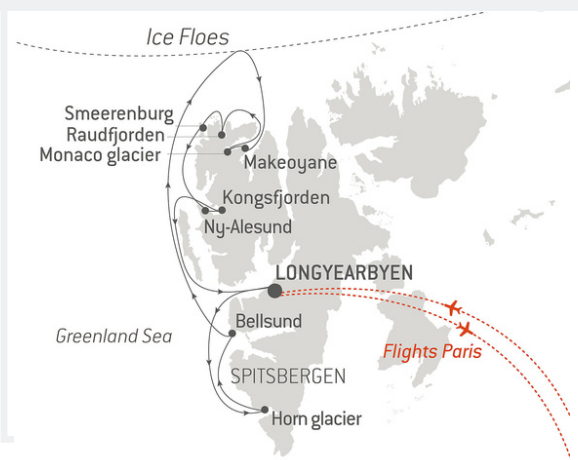 Ice Floes
Smeerenburg
Raudfjorden
Monaco glacier
Makeoyane
Kongsfjorden
Ny-Alesund
LONGYEARBYEN
Bellsund
Greenland Sea
Flights Paris
SPITSBERGEN
Horn glacier